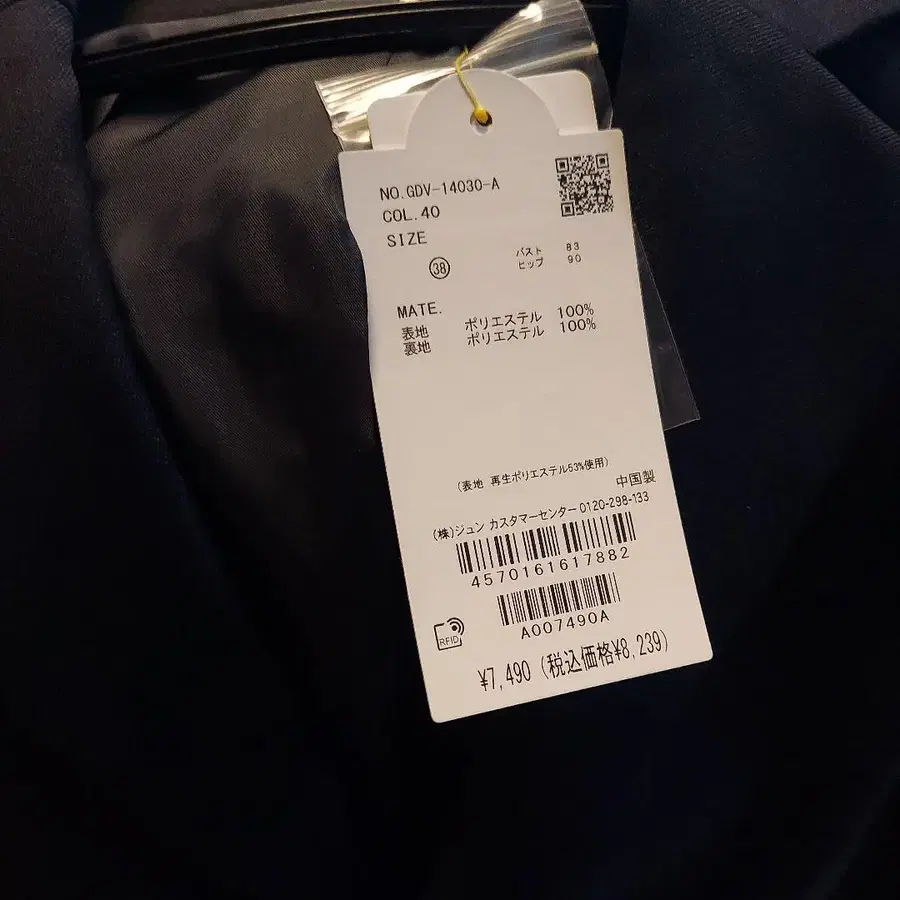 NO.GDV-14030-A
COL.40
SIZE
38 バスト 83
ヒップ 90
MATE.
表地 ポリエステル 100%
裏地 ポリエステル 100%
(表地 再生ポリエステル53%使用)
中国製
(株)ジュン カスタマーセンター 0120-298-133
4570161617882
A007490A
RFID
¥7,490 (税込価格¥8,239)